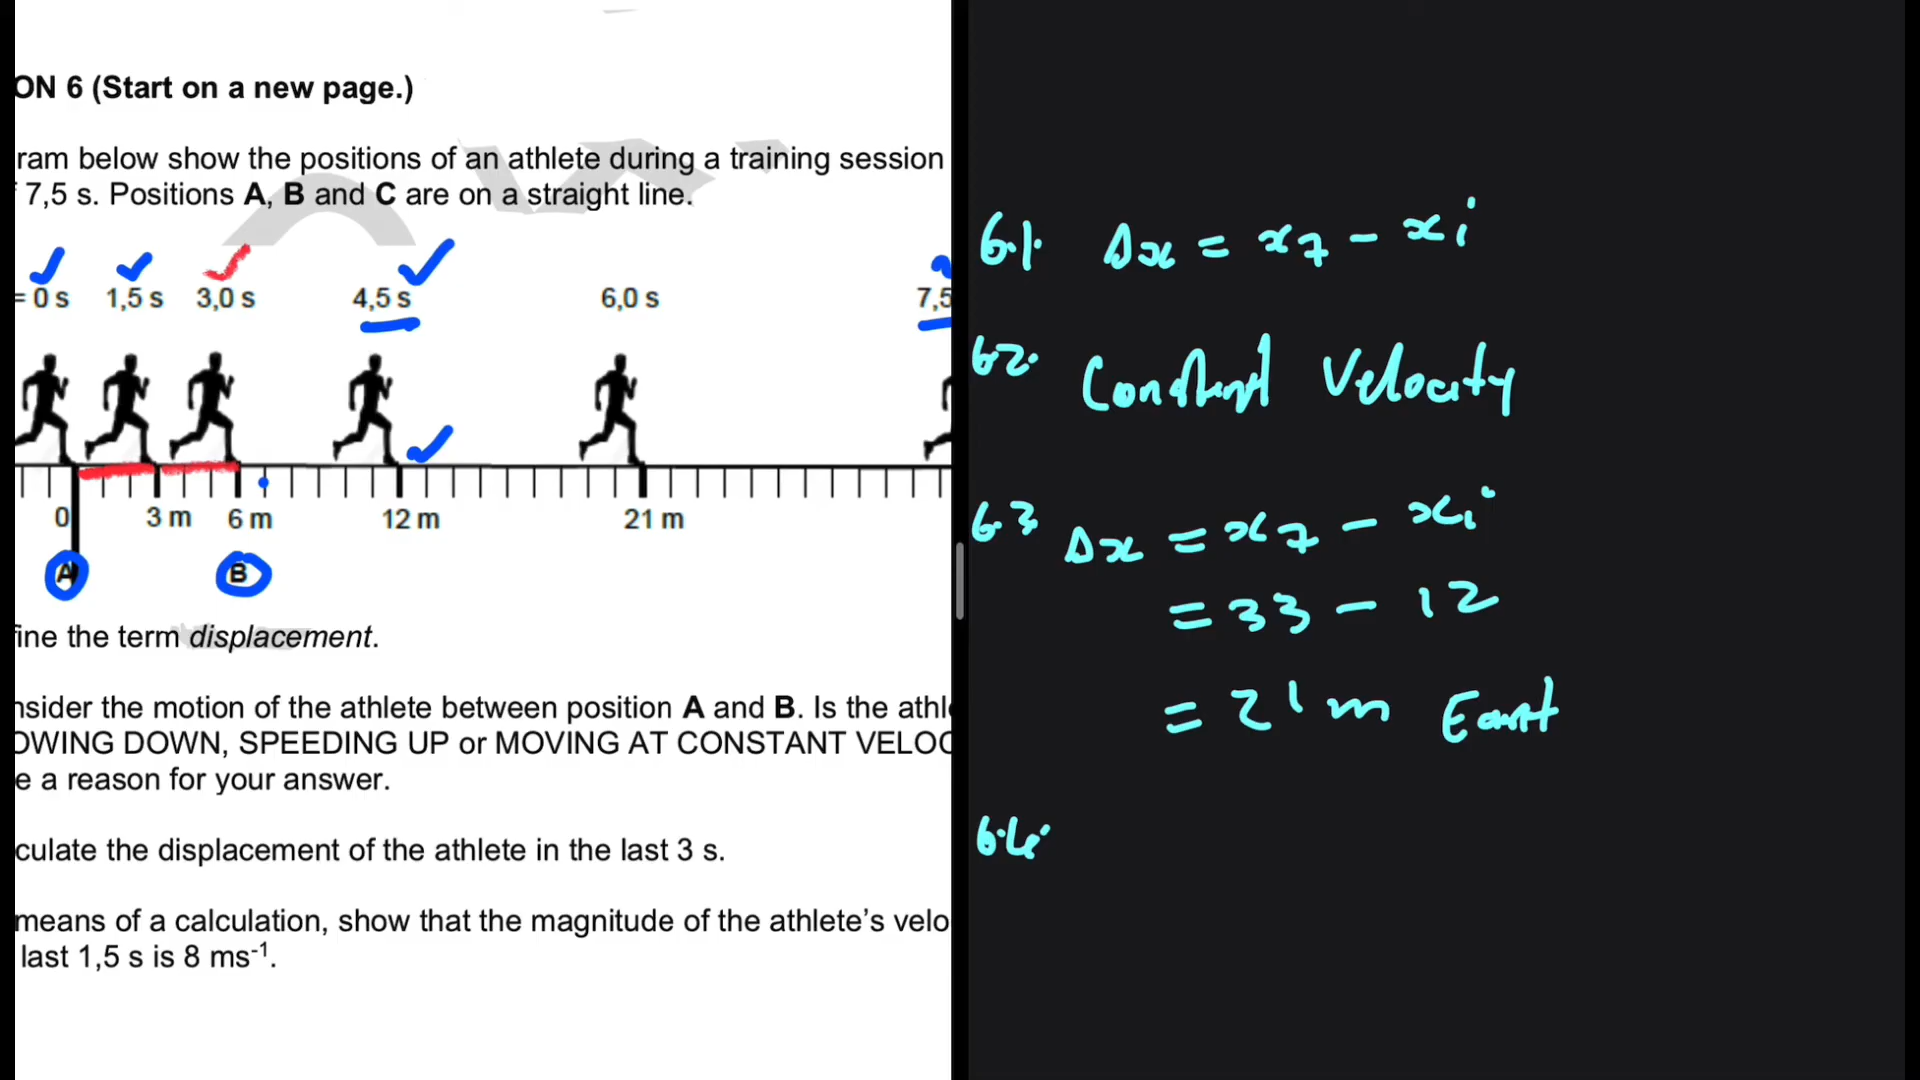 ON 6 (Start on a new page.)
ram below show the positions of an athlete during a training session
7,5 s. Positions A, B and C are on a straight line.
= 0 s 1,5 s 3,0 s 4,5 s 6,0 s 7,5
0 3 m 6 m 12 m 21 m
A B
fine the term displacement.
nsider the motion of the athlete between position A and B. Is the athl
OWING DOWN, SPEEDING UP or MOVING AT CONSTANT VELOC
e a reason for your answer.
culate the displacement of the athlete in the last 3 s.
means of a calculation, show that the magnitude of the athlete's velo
last 1,5 s is 8 ms-1.
6.1. Δx = xf - xi
6.2. Constant Velocity
6.3 Δx = xf - xi
= 33 - 12
= 21 m East
6.4.